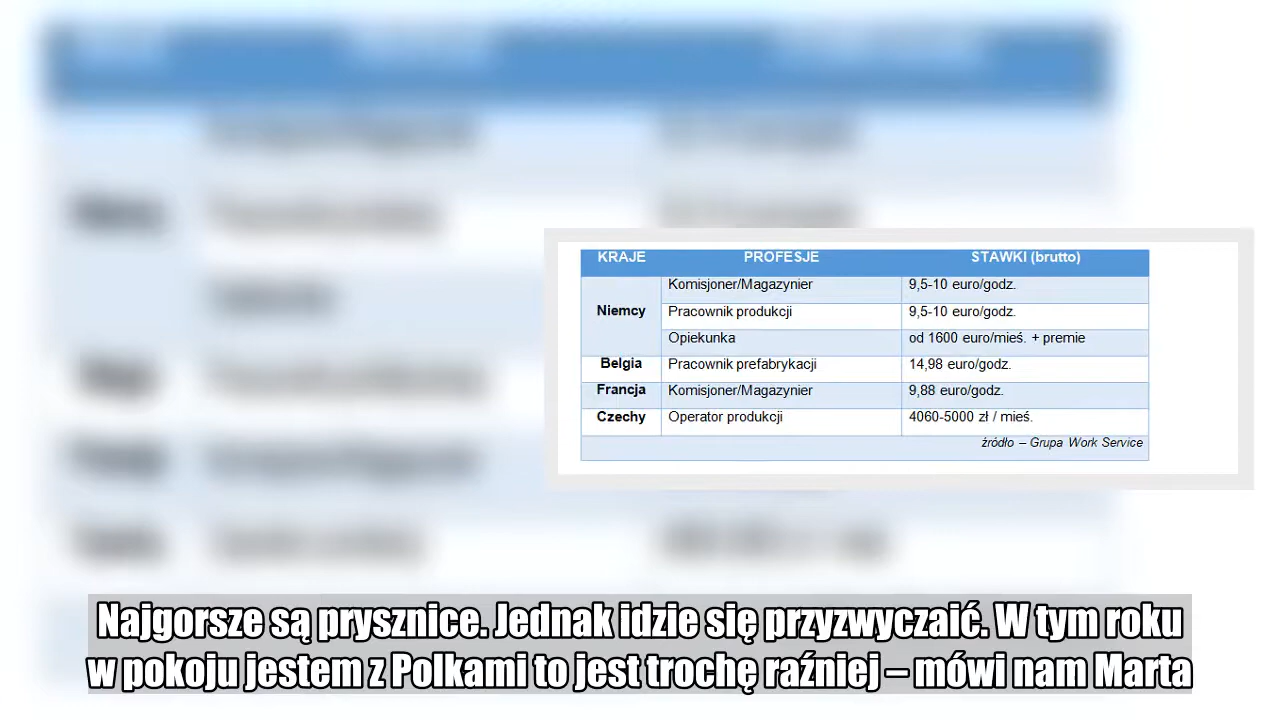 KRAJE PROFESJE STAWKI (brutto)
Komisjoner/Magazynier 9,5-10 euro/godz.
Niemcy Pracownik produkcji 9,5-10 euro/godz.
Opiekunka od 1600 euro/mieś. + premie
Belgia Pracownik prefabrykacji 14,98 euro/godz.
Francja Komisjoner/Magazynier 9,88 euro/godz.
Czechy Operator produkcji 4060-5000 zł / mieś.
źródło – Grupa Work Service
Najgorsze są prysznice. Jednak idzie się przyzwyczaić. W tym roku
w pokoju jestem z Polkami to jest trochę raźniej – mówi nam Marta